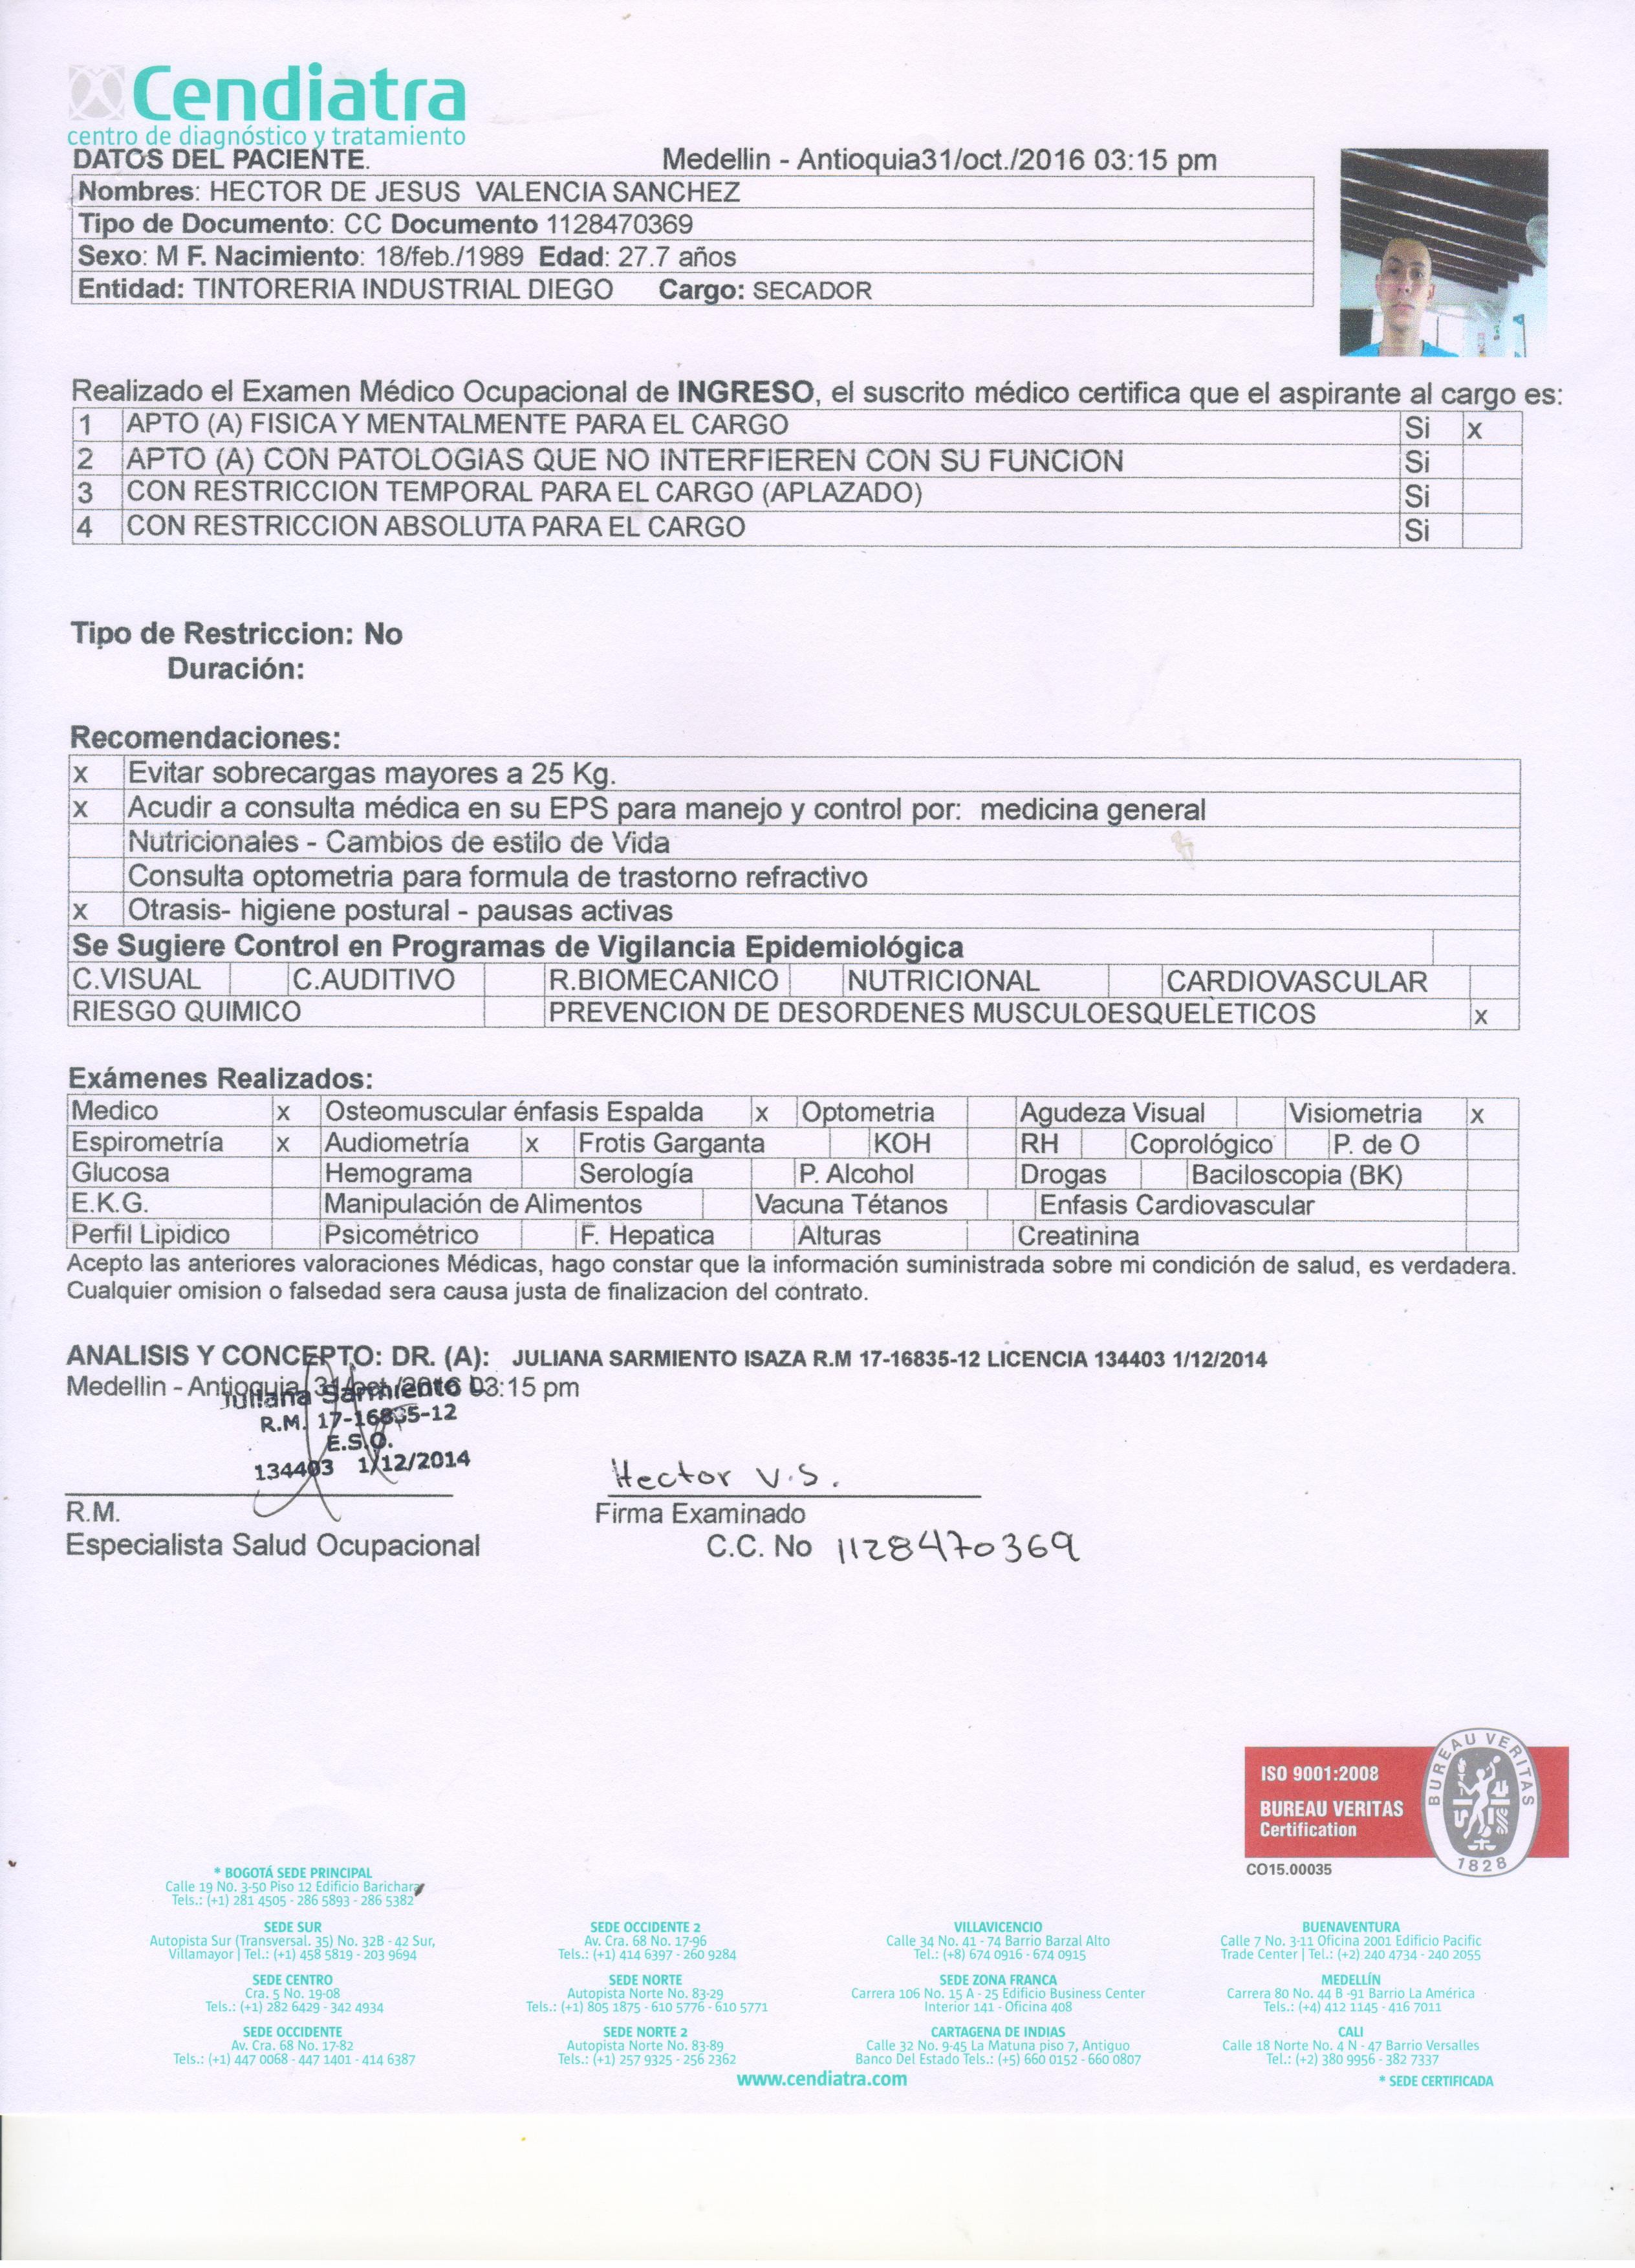 Cendiatra
centro de diagnóstico y tratamiento
DATOS DEL PACIENTE. Medellin - Antioquia31/oct./2016 03:15 pm
Nombres: HECTOR DE JESUS VALENCIA SANCHEZ
Tipo de Documento: CC Documento 1128470369
Sexo: M F. Nacimiento: 18/feb./1989 Edad: 27.7 años
Entidad: TINTORERIA INDUSTRIAL DIEGO Cargo: SECADOR
Realizado el Examen Médico Ocupacional de INGRESO, el suscrito médico certifica que el aspirante al cargo es:
1 APTO (A) FISICA Y MENTALMENTE PARA EL CARGO Si x
2 APTO (A) CON PATOLOGIAS QUE NO INTERFIEREN CON SU FUNCION Si
3 CON RESTRICCION TEMPORAL PARA EL CARGO (APLAZADO) Si
4 CON RESTRICCION ABSOLUTA PARA EL CARGO Si
Tipo de Restriccion: No
Duración:
Recomendaciones:
x Evitar sobrecargas mayores a 25 Kg.
x Acudir a consulta médica en su EPS para manejo y control por: medicina general
Nutricionales - Cambios de estilo de Vida
Consulta optometria para formula de trastorno refractivo
x Otrasis- higiene postural - pausas activas
Se Sugiere Control en Programas de Vigilancia Epidemiológica
C.VISUAL C.AUDITIVO R.BIOMECANICO NUTRICIONAL CARDIOVASCULAR
RIESGO QUIMICO PREVENCION DE DESORDENES MUSCULOESQUELETICOS x
Exámenes Realizados:
Medico x Osteomuscular énfasis Espalda x Optometria Agudeza Visual Visiometria x
Espirometría x Audiometría x Frotis Garganta KOH RH Coprológico P. de O
Glucosa Hemograma Serología P. Alcohol Drogas Baciloscopia (BK)
E.K.G. Manipulación de Alimentos Vacuna Tétanos Enfasis Cardiovascular
Perfil Lipidico Psicométrico F. Hepatica Alturas Creatinina
Acepto las anteriores valoraciones Médicas, hago constar que la información suministrada sobre mi condición de salud, es verdadera.
Cualquier omision o falsedad sera causa justa de finalizacion del contrato.
ANALISIS Y CONCEPTO: DR. (A): JULIANA SARMIENTO ISAZA R.M 17-16835-12 LICENCIA 134403 1/12/2014
Medellin - Antioquia 31/oct./2016 03:15 pm
Juliana Sarmiento
R.M. 17-16835-12
E.S.O.
134403 1/12/2014
Hector V.S.
R.M. Firma Examinado
Especialista Salud Ocupacional C.C. No 1128470369
ISO 9001:2008
BUREAU VERITAS
Certification
BUREAU VERITAS
1828
CO15.00035
* BOGOTÁ SEDE PRINCIPAL
Calle 19 No. 3-50 Piso 12 Edificio Barichara
Tels.: (+1) 281 4505 - 286 5893 - 286 5382
SEDE SUR
Autopista Sur (Transversal. 35) No. 32B - 42 Sur,
Villamayor | Tel.: (+1) 458 5819 - 203 9694
SEDE CENTRO
Cra. 5 No. 19-08
Tels.: (+1) 282 6429 - 342 4934
SEDE OCCIDENTE
Av. Cra. 68 No. 17-82
Tels.: (+1) 447 0068 - 447 1401 - 414 6387
SEDE OCCIDENTE 2
Av. Cra. 68 No. 17-96
Tels.: (+1) 414 6397 - 260 9284
SEDE NORTE
Autopista Norte No. 83-29
Tels.: (+1) 805 1875 - 610 5776 - 610 5771
SEDE NORTE 2
Autopista Norte No. 83-89
Tels.: (+1) 257 9325 - 256 2362
VILLAVICENCIO
Calle 34 No. 41 - 74 Barrio Barzal Alto
Tel.: (+8) 674 0916 - 674 0915
SEDE ZONA FRANCA
Carrera 106 No. 15 A - 25 Edificio Business Center
Interior 141 - Oficina 408
CARTAGENA DE INDIAS
Calle 32 No. 9-45 La Matuna piso 7, Antiguo
Banco Del Estado Tels.: (+5) 660 0152 - 660 0807
BUENAVENTURA
Calle 7 No. 3-11 Oficina 2001 Edificio Pacific
Trade Center | Tel.: (+2) 240 4734 - 240 2055
MEDELLÍN
Carrera 80 No. 44 B -91 Barrio La América
Tels.: (+4) 412 1145 - 416 7011
CALI
Calle 18 Norte No. 4 N - 47 Barrio Versalles
Tel.: (+2) 380 9956 - 382 7337
www.cendiatra.com
* SEDE CERTIFICADA